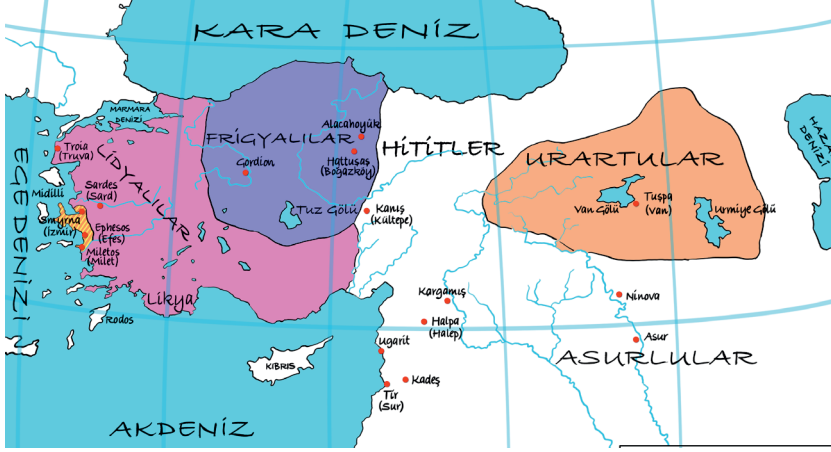 KARA DENİZ
MARMARA
DENİZİ
FRİGYALILAR
Alacahöyük
HİTİTLER
Hattuşaş
(Boğazköy)
Gordion
Troia
(Truva)
LİDYALILAR
EGE DENİZİ
Midilli
Sardes
(Sard)
Smyrna
(İzmir)
Ephesos
(Efes)
Miletos
(Milet)
Tuz Gölü
Kaniş
(Kültepe)
URARTULAR
Van Gölü
Tuşpa
(Van)
Urmiye Gölü
HAZAR
DENİZİ
Likya
Rodos
KIBRIS
Kargamış
Halpa
(Halep)
Ugarit
Kadeş
Tir
(Sur)
Ninova
Asur
ASURLULAR
AKDENİZ